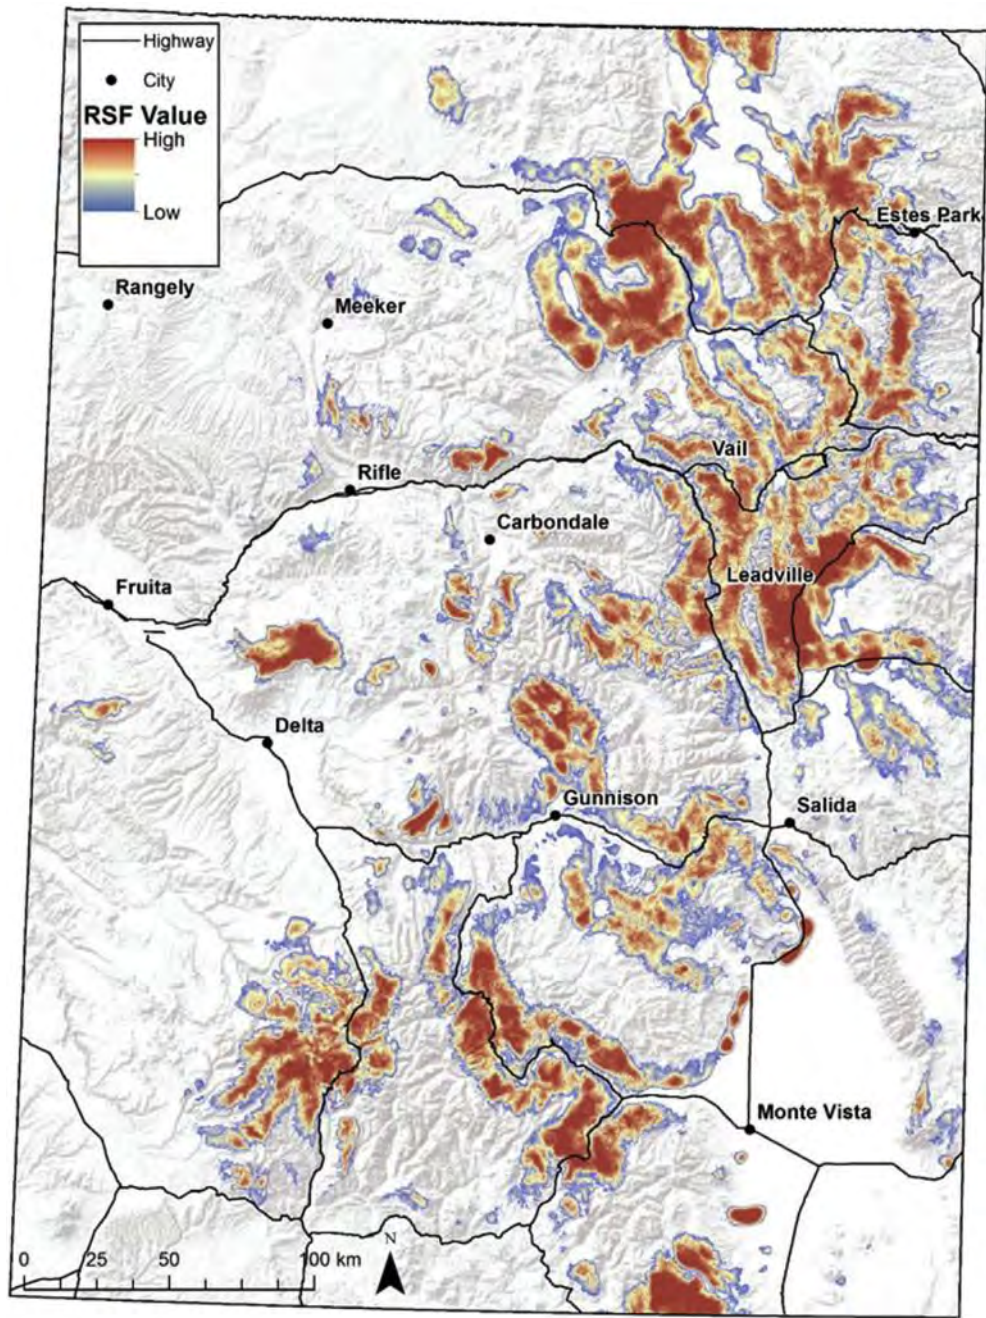 Highway
City
RSF Value
High
Low
Estes Park
Rangely
Meeker
Vail
Rifle
Carbondale
Leadville
Fruita
Delta
Gunnison
Salida
Monte Vista
N
0 25 50 100 km